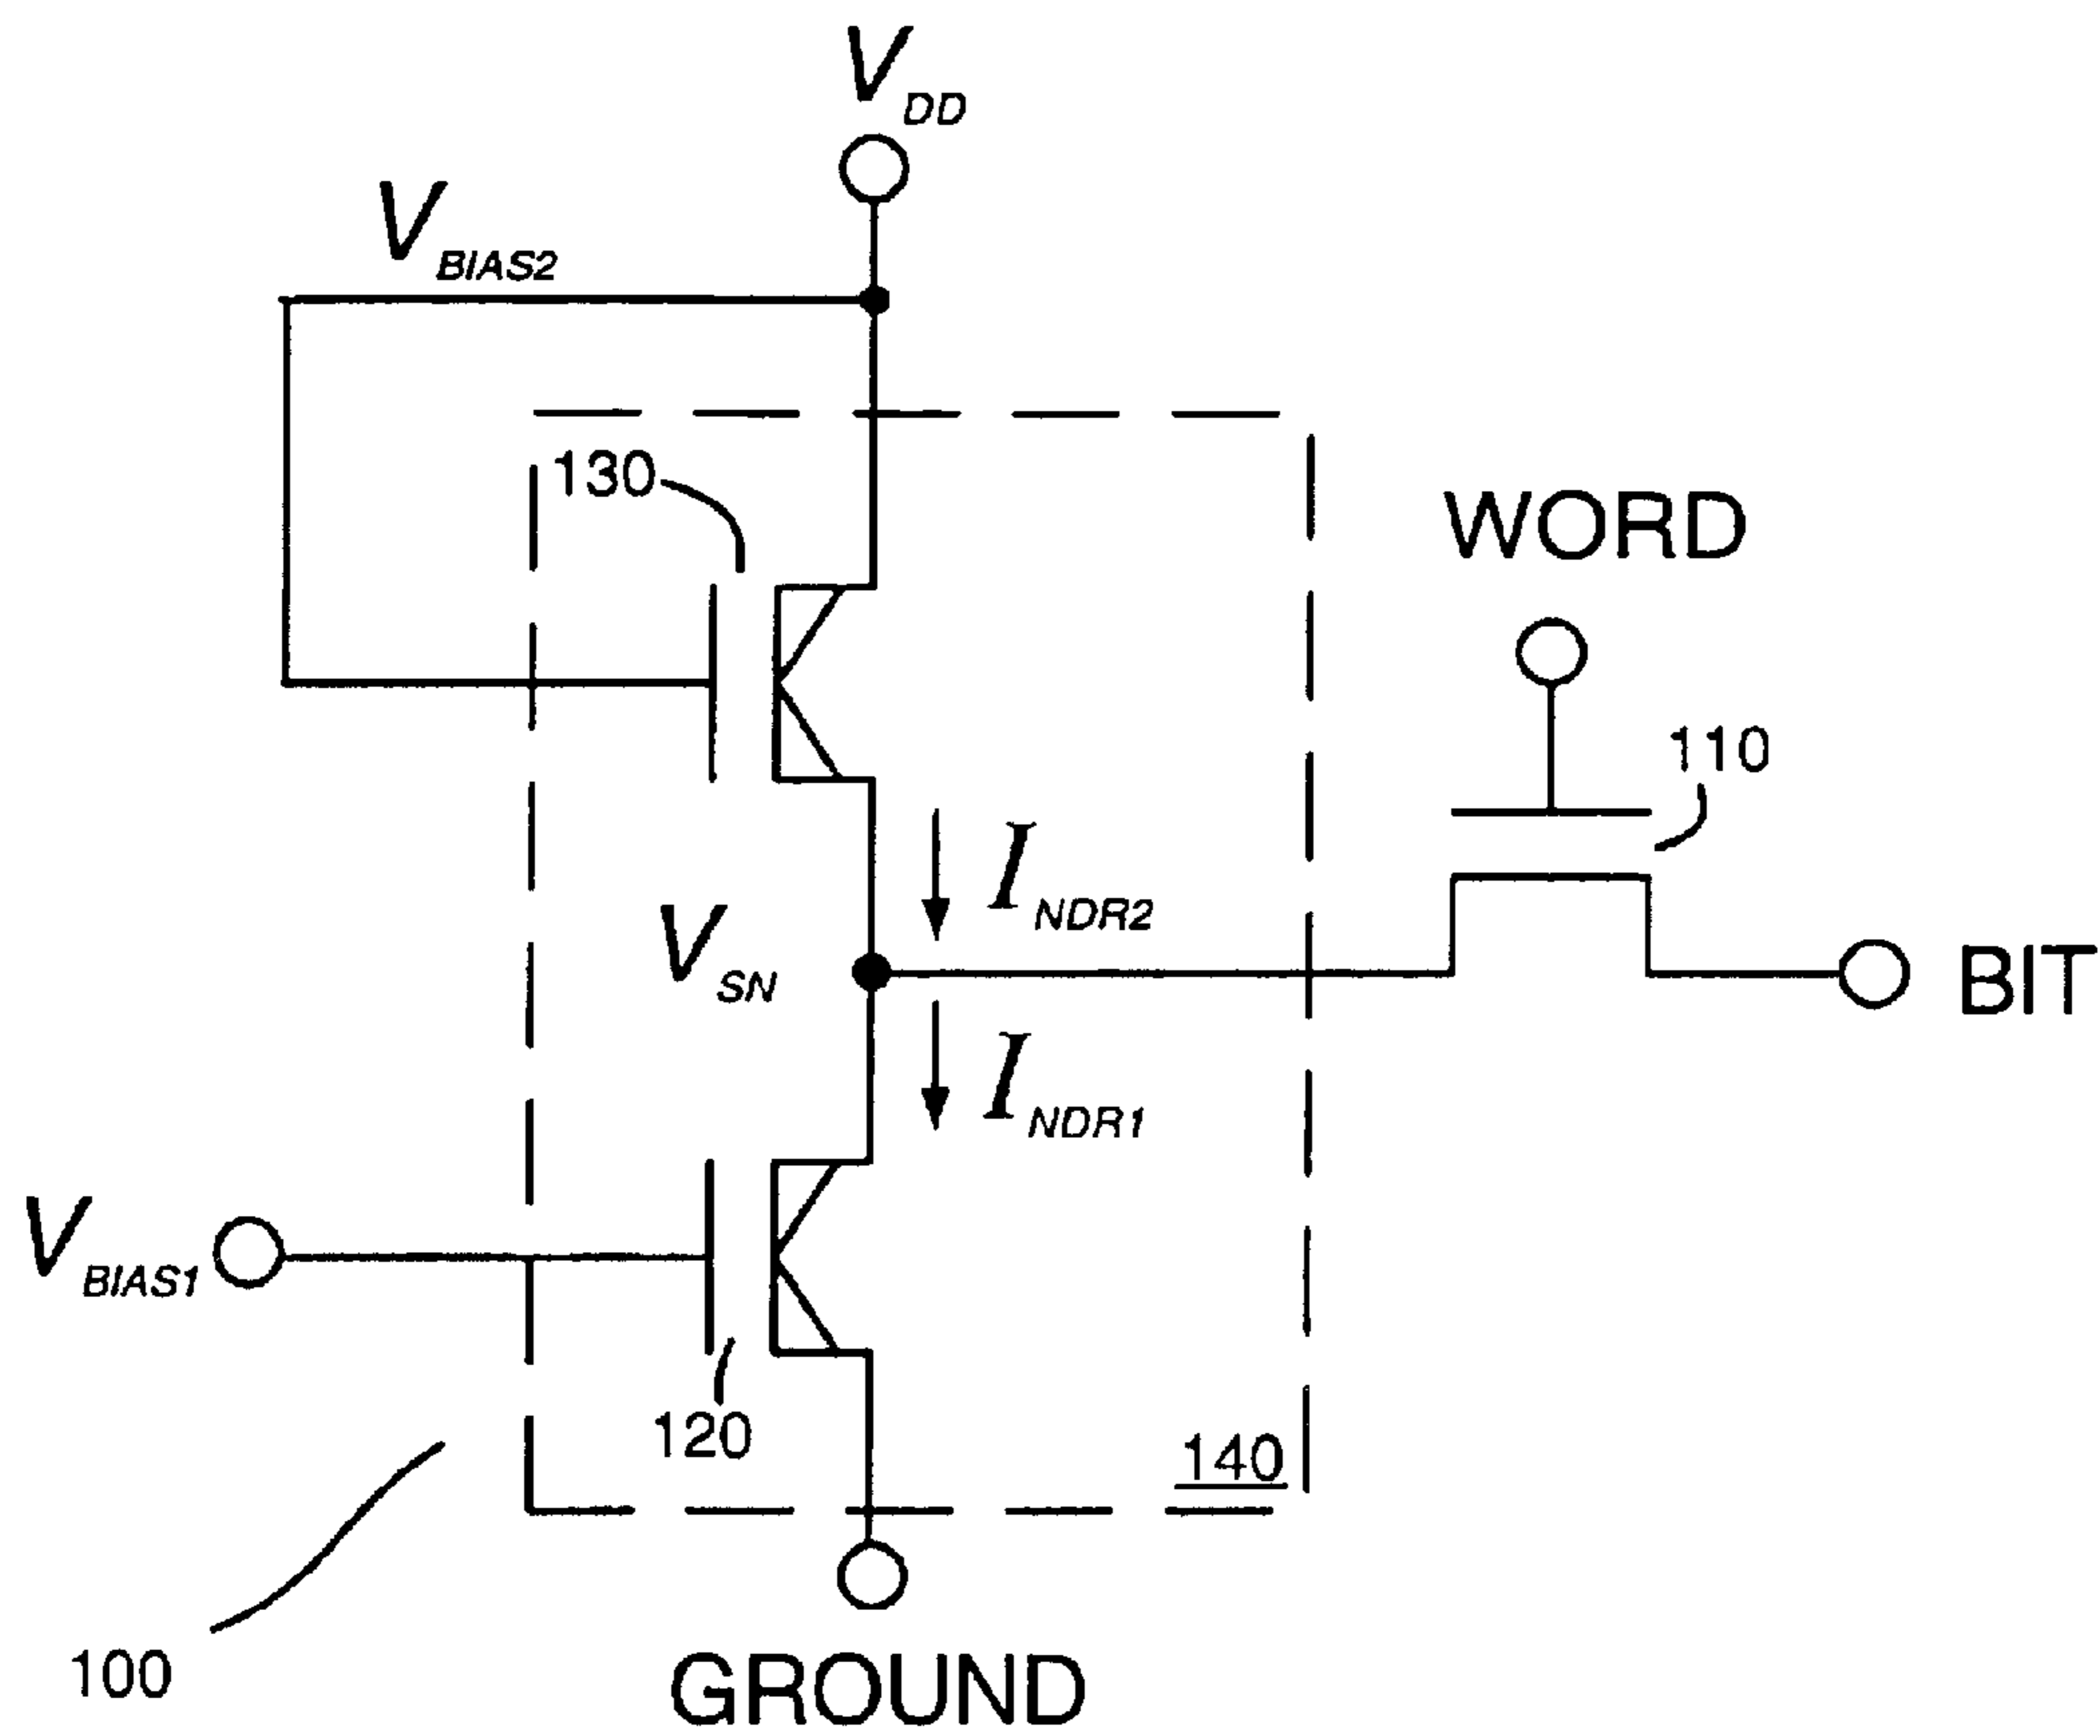 VDD
VBIAS2
130
WORD
110
INDR2
VSN
BIT
INDR1
VBIAS1
120
140
100
GROUND